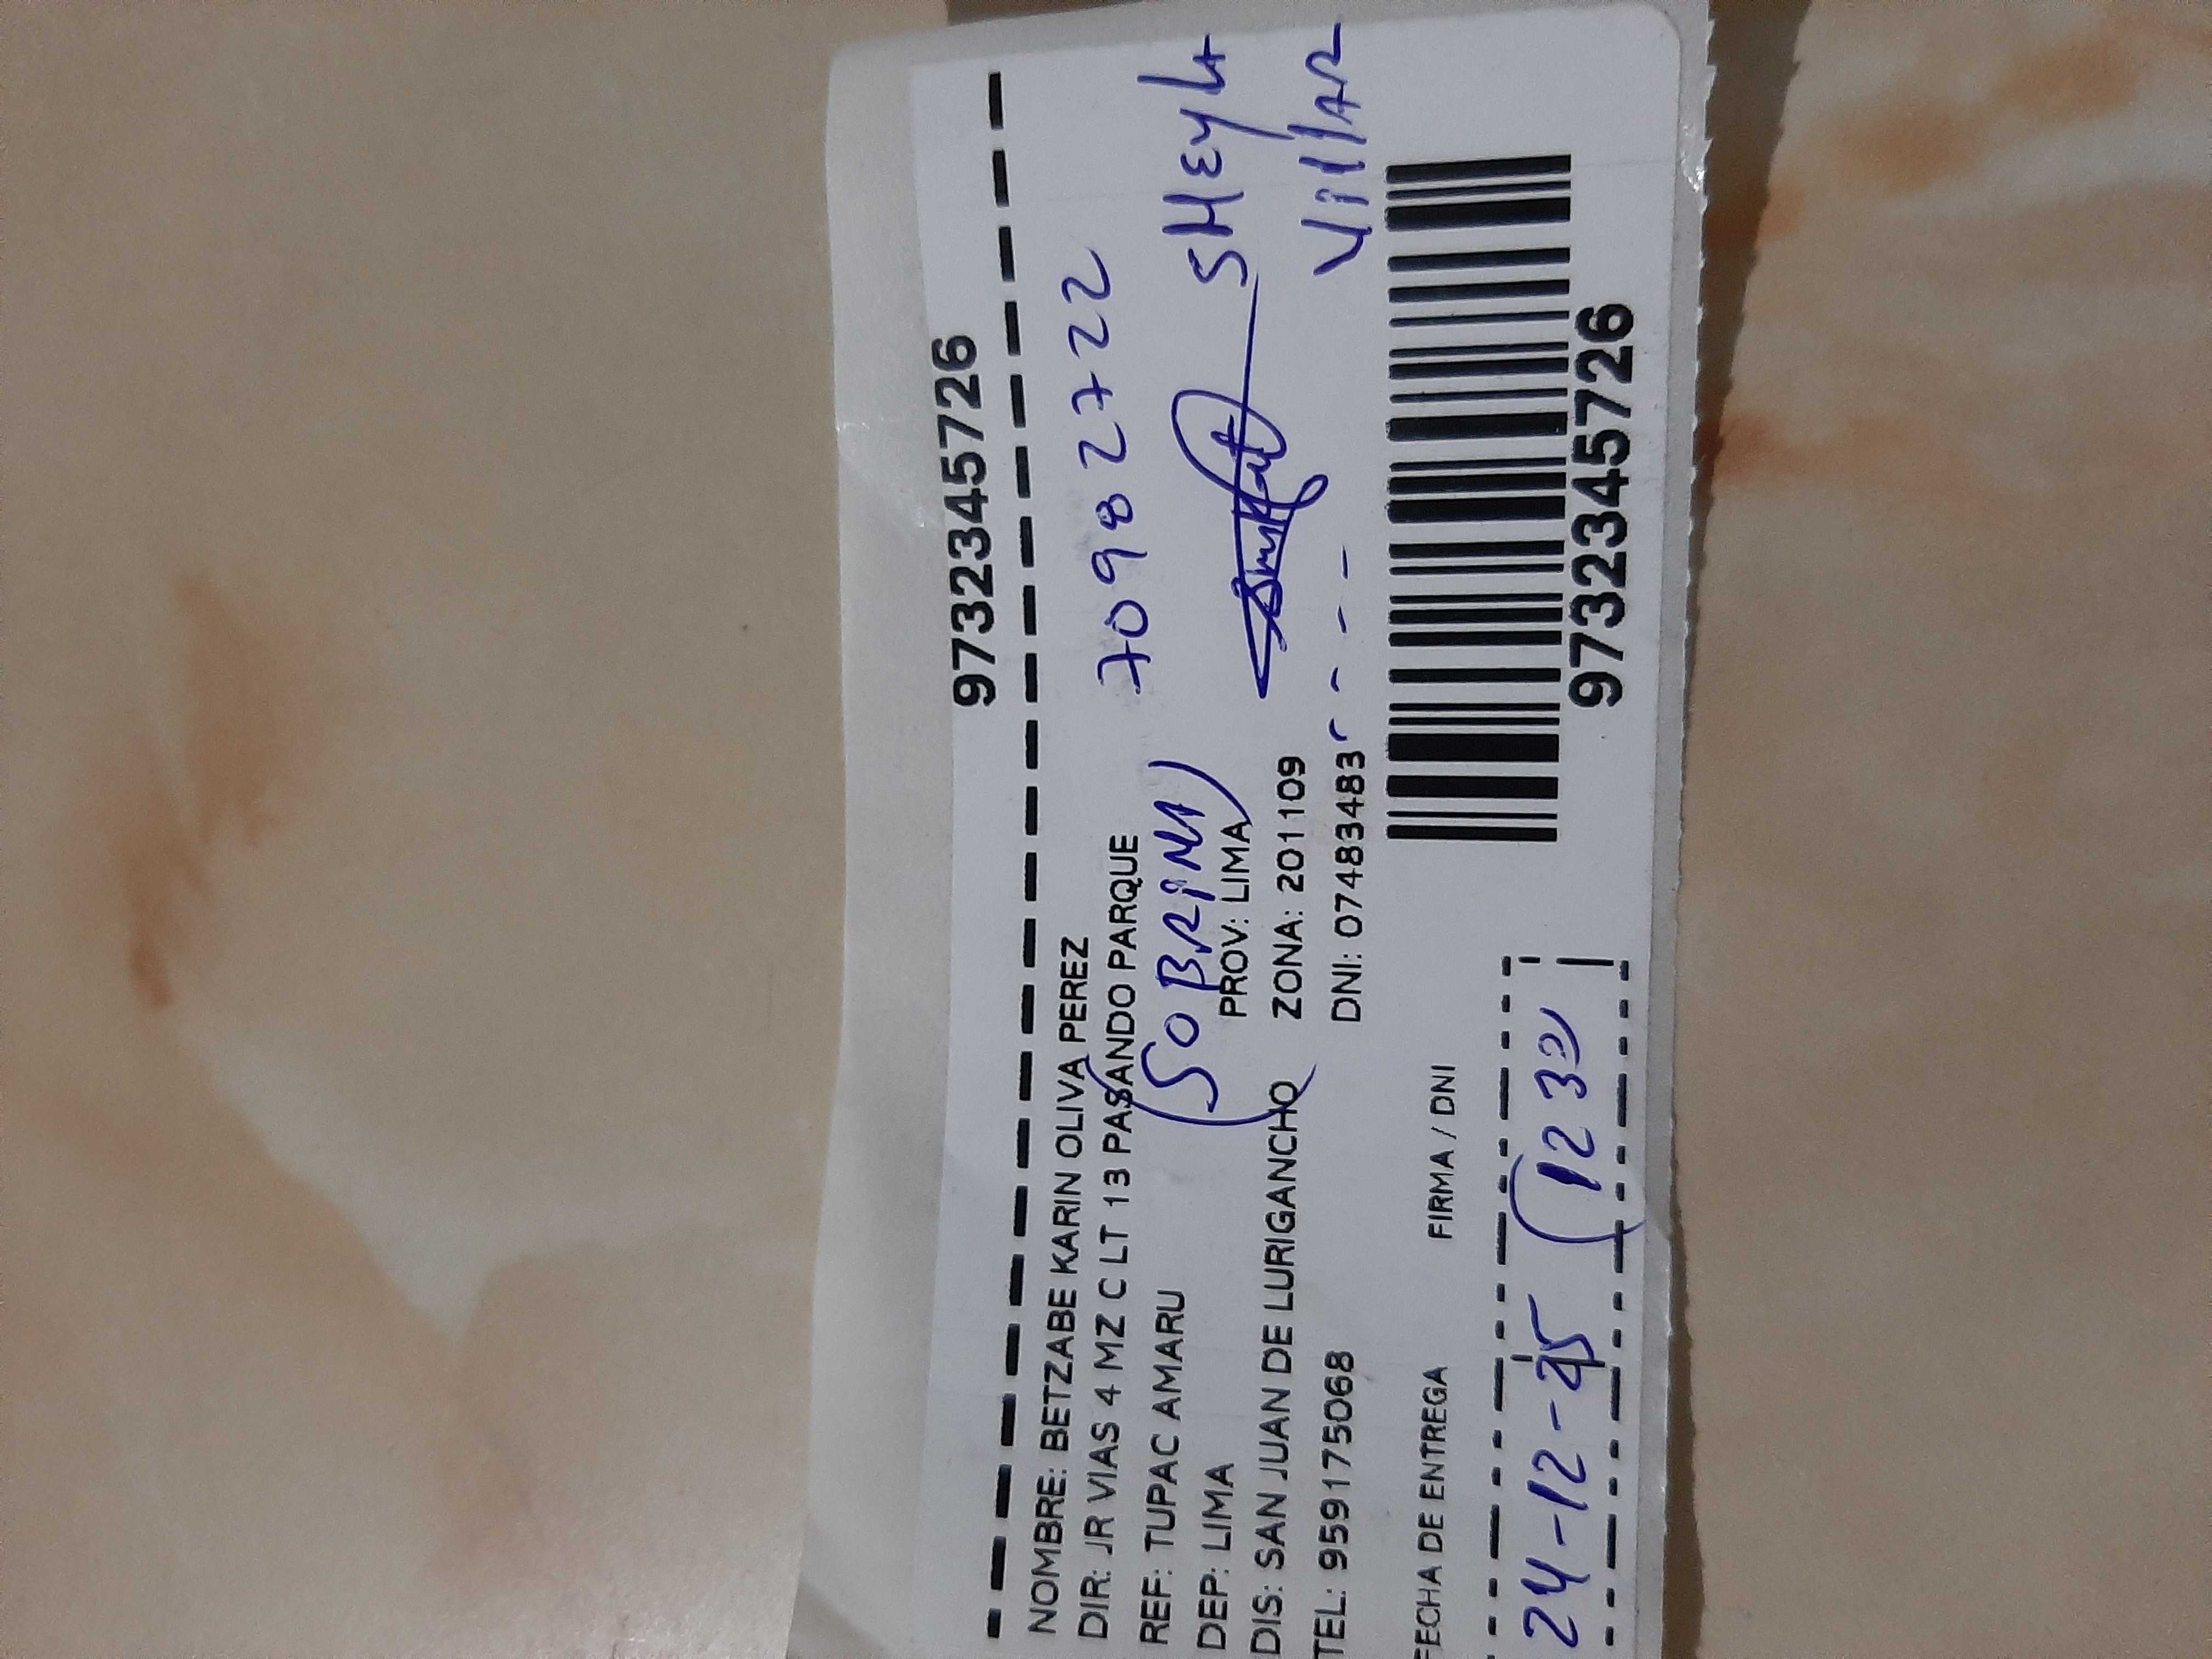 9732345726
NOMBRE: BETZABE KARIN OLIVA PEREZ
70982722
DIR: JR VIAS 4 MZ C LT 13 PASANDO PARQUE
REF: TUPAC AMARU
(SOBRINA)
SHEYLA
VillAR
DEP: LIMA PROV: LIMA
DIS: SAN JUAN DE LURIGANCHO ZONA: 201109
TEL: 959175068 DNI: 07483483
FECHA DE ENTREGA FIRMA / DNI
24-12-25 (12 30
9732345726